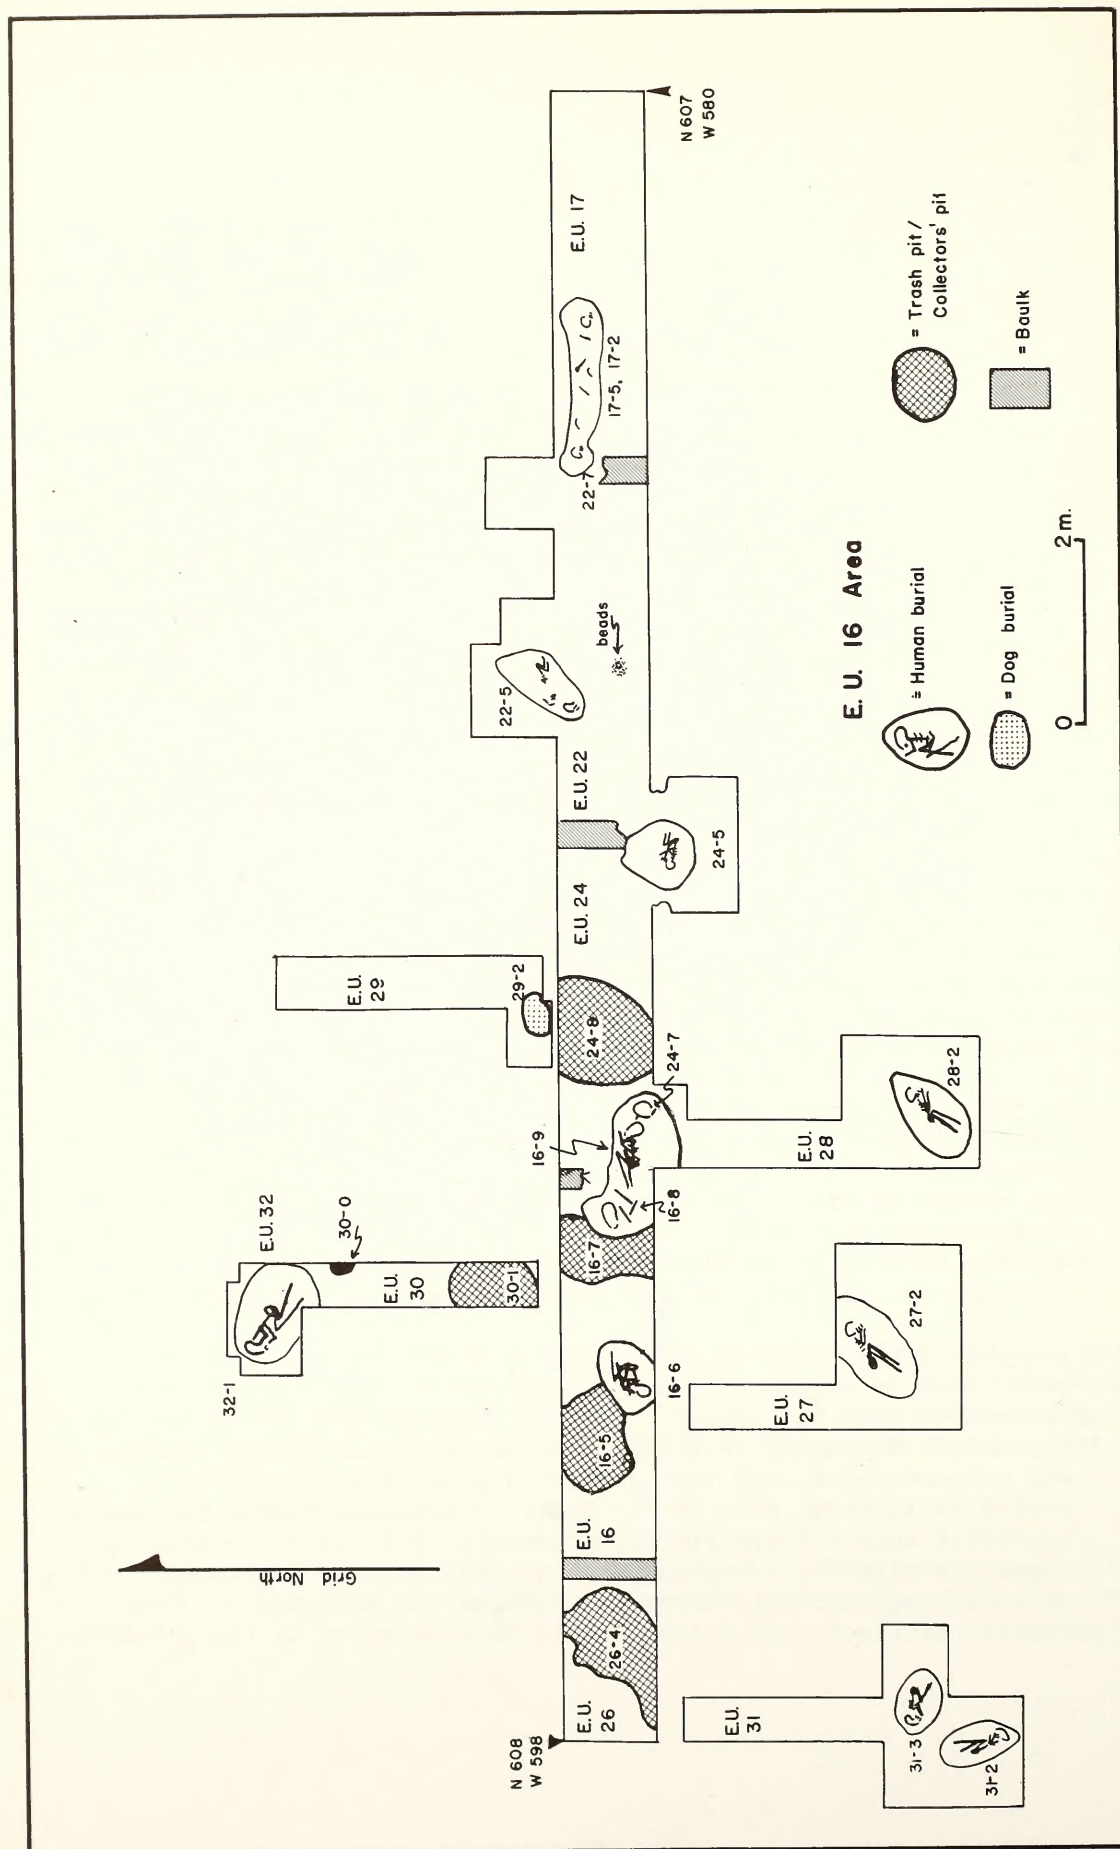 N 607
W 580
E.U. 17
17-5, 17-2
22-7
22-5
beads
E.U. 22
24-5
E.U. 24
E.U.
29
29-2
24-8
24-7
16-9
16-8
16-7
E.U.
28
28-2
E.U. 32
30-0
E.U.
30
30-1
32-1
16-6
16-5
E.U.
27
27-2
E.U.
16
Grid North
26-4
E.U.
26
N 608
W 598
E.U.
31
31-3
31-2
E. U. 16 Area
= Human burial
= Dog burial
= Trash pit /
Collectors' pit
= Baulk
0
2 m.